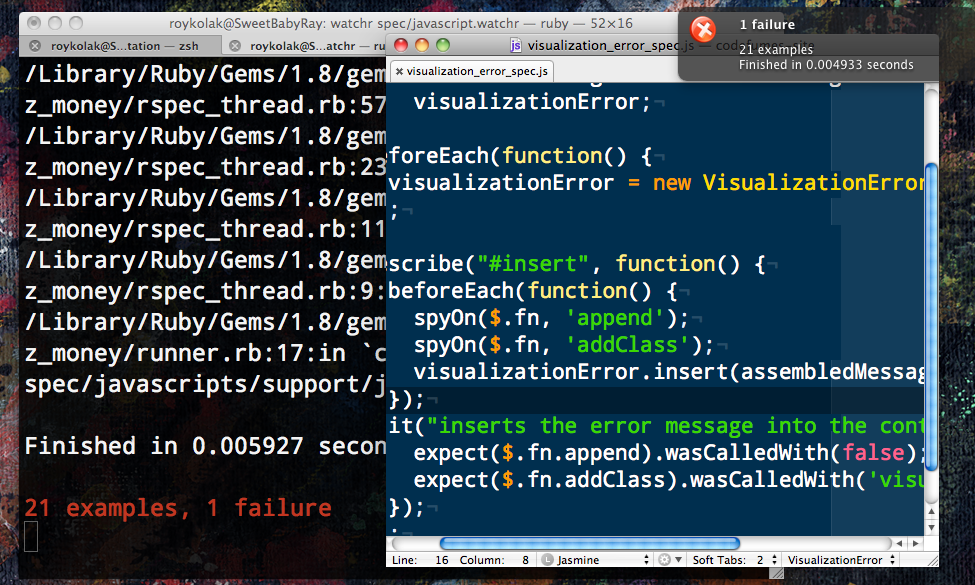 roykolak@SweetBabyRay: watchr spec/javascript.watchr — ruby — 52×16
roykolak@S...tation — zsh
roykolak@S...atchr — ru
/Library/Ruby/Gems/1.8/gem
z_money/rspec_thread.rb:57
/Library/Ruby/Gems/1.8/gem
z_money/rspec_thread.rb:23
/Library/Ruby/Gems/1.8/gem
z_money/rspec_thread.rb:11
/Library/Ruby/Gems/1.8/gem
z_money/rspec_thread.rb:9:
/Library/Ruby/Gems/1.8/gem
z_money/runner.rb:17:in `c
spec/javascripts/support/j
Finished in 0.005927 secon
21 examples, 1 failure
visualization_error_spec.js
visualization_error_spec.js
visualizationError;¬
foreEach(function() {¬
visualizationError = new VisualizationError
;¬
scribe("#insert", function() {¬
beforeEach(function() {¬
spyOn($.fn, 'append');¬
spyOn($.fn, 'addClass');¬
visualizationError.insert(assembledMessag
});¬
it("inserts the error message into the cont
expect($.fn.append).wasCalledWith(false);
expect($.fn.addClass).wasCalledWith('visu
});¬
Line: 16 Column: 8 Jasmine Soft Tabs: 2 VisualizationError
1 failure
21 examples
Finished in 0.004933 seconds